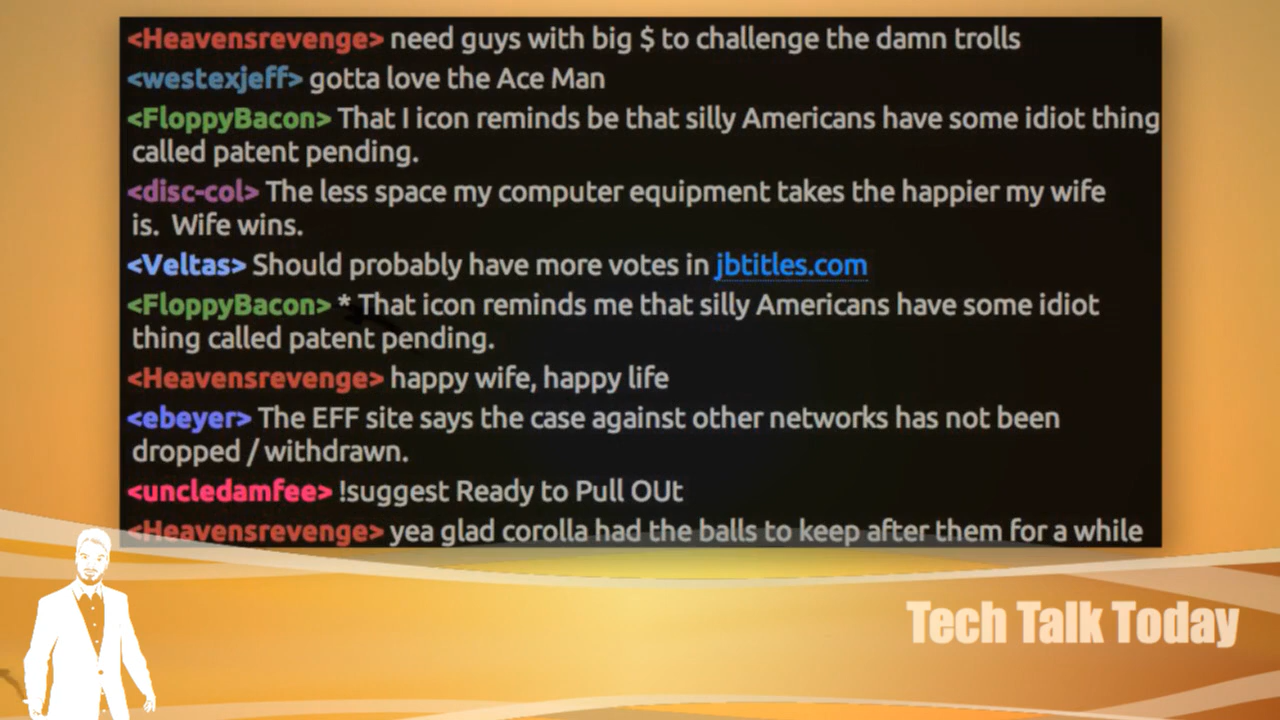 <Heavensrevenge> need guys with big $ to challenge the damn trolls
<westexjeff> gotta love the Ace Man
<FloppyBacon> That I icon reminds be that silly Americans have some idiot thing
called patent pending.
<disc-col> The less space my computer equipment takes the happier my wife
is.  Wife wins.
<Veltas> Should probably have more votes in jbtitles.com
<FloppyBacon> * That icon reminds me that silly Americans have some idiot
thing called patent pending.
<Heavensrevenge> happy wife, happy life
<ebeyer> The EFF site says the case against other networks has not been
dropped / withdrawn.
<uncledamfee> !suggest Ready to Pull OUt
<Heavensrevenge> yea glad corolla had the balls to keep after them for a while
Tech Talk Today